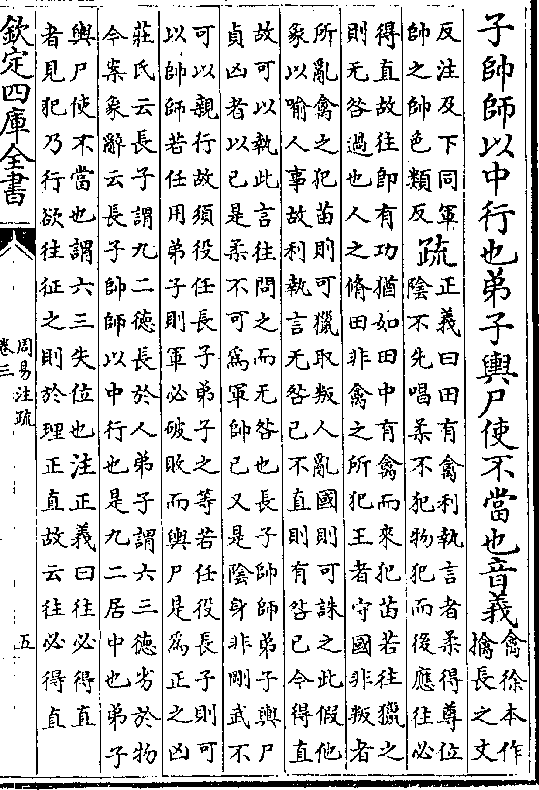 子帥師以中行也弟子輿尸使不當也音義禽徐本作擒長之丈
反注及下同軍帥之帥色類反
疏
正義曰田有禽利執言者柔得尊位
陰不先唱柔不犯物犯而後應往必
得直故往即有功猶如田中有禽而來犯苗若往獵之
則无咎過也人之脩田非禽之所犯王者守國非叛者
所亂禽之犯苗則可獵取叛人亂國則可誅之此假他
象以喻人事故利執言无咎已不直則有咎已今得直
故可以執此言往問之而无咎也長子帥師弟子輿尸
貞凶者以已是柔不可為軍帥已又是陰身非剛武不
可以親行故須役任長子弟子之等若任役長子則可
以帥師若任用弟子則軍必破敗而輿尸是為正之凶
莊氏云長子謂九二德長於人弟子謂六三德劣於物
今案象辭云長子帥師以中行也是九二居中也弟子
輿尸使不當也謂六三失位也注正義曰往必得直
者見犯乃行欲往征之則於理正直故云往必得直
欽定四庫全書
周易注疏
卷三
五